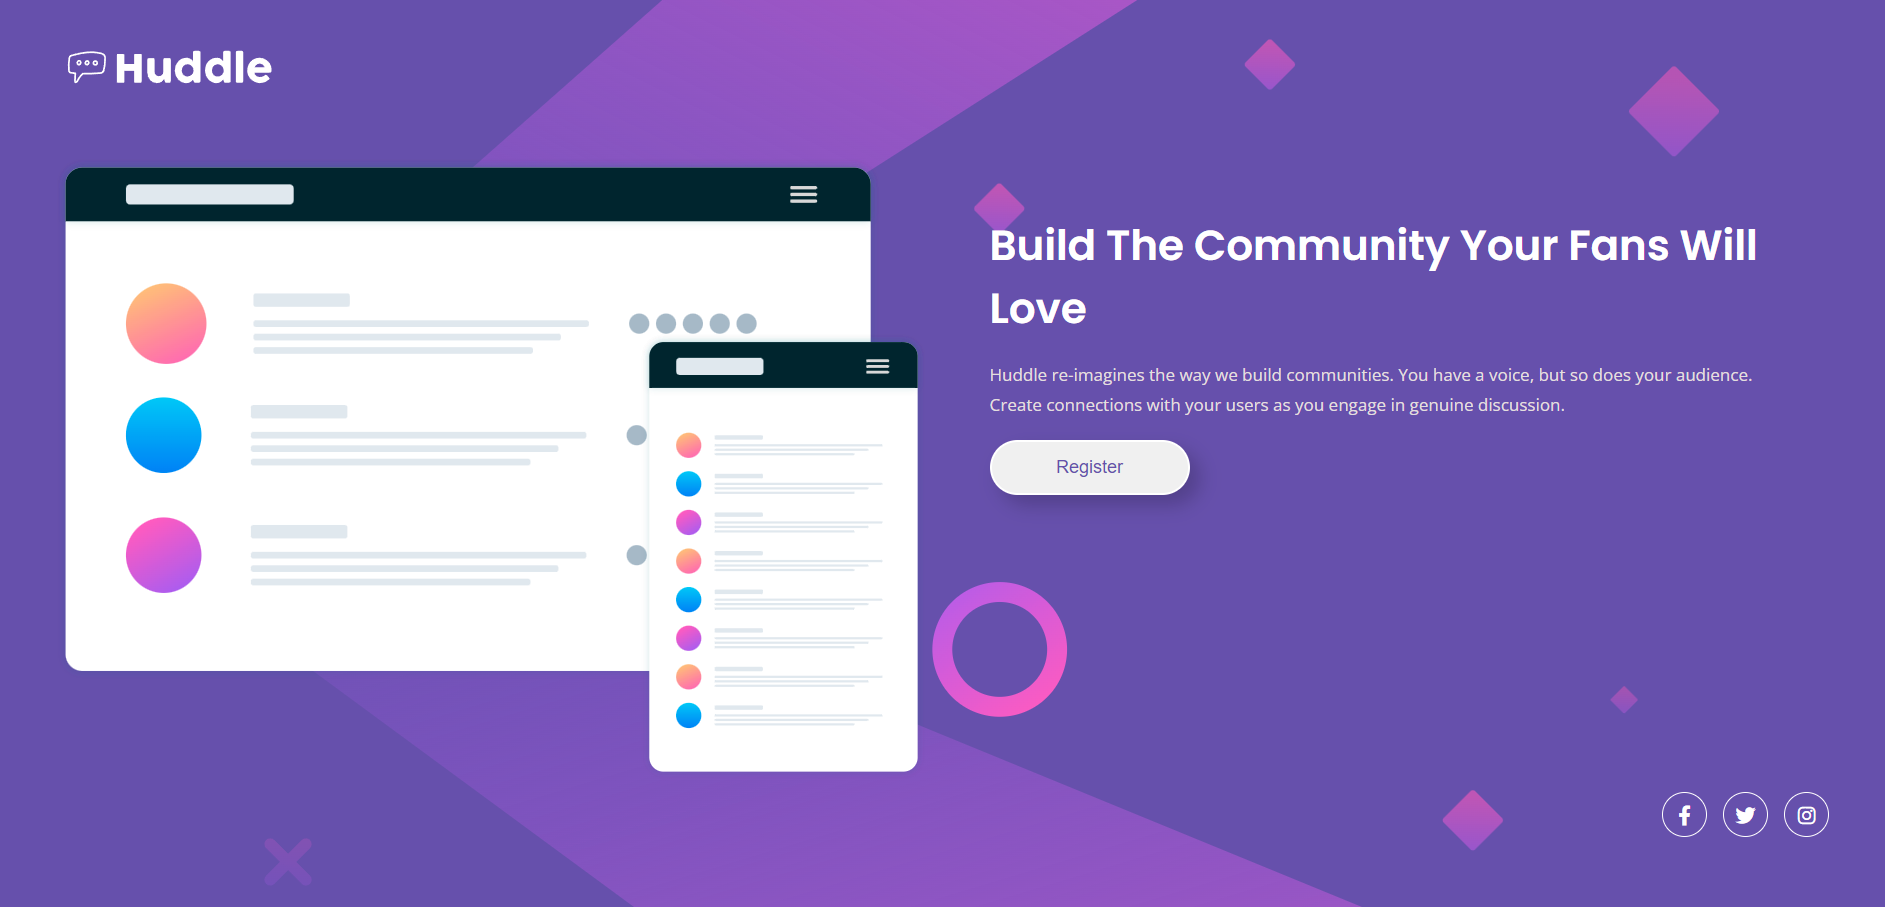 Huddle
Build The Community Your Fans Will
Love
Huddle re-imagines the way we build communities. You have a voice, but so does your audience.
Create connections with your users as you engage in genuine discussion.
Register